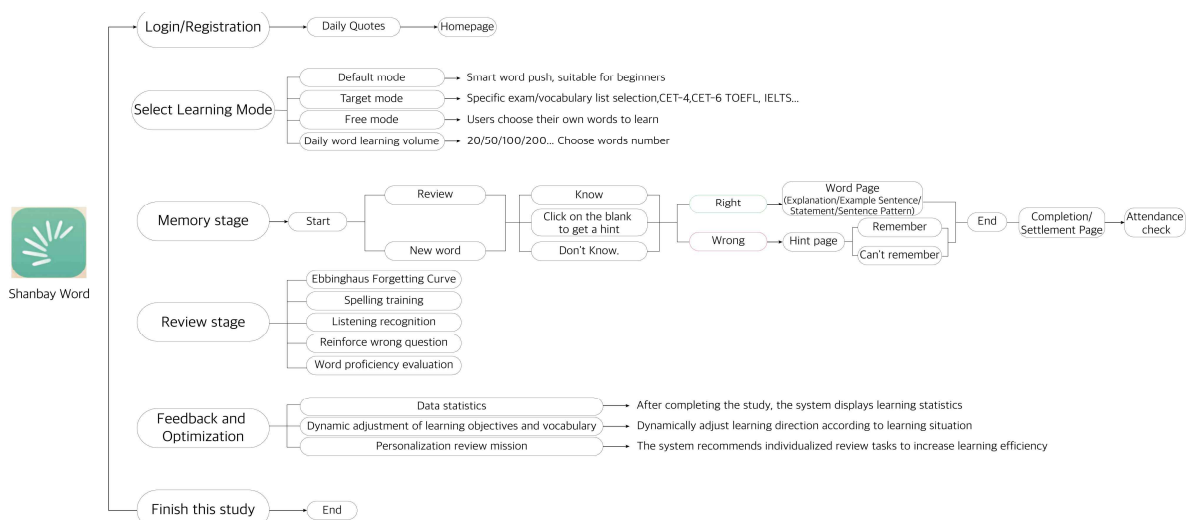 Login/Registration
Daily Quotes
Homepage
Select Learning Mode
Default mode
Smart word push, suitable for beginners
Target mode
Specific exam/vocabulary list selection,CET-4,CET-6 TOEFL, IELTS...
Free mode
Users choose their own words to learn
Daily word learning volume
20/50/100/200... Choose words number
Shanbay Word
Memory stage
Start
Review
New word
Know
Click on the blank
to get a hint
Don't Know.
Right
Wrong
Word Page
(Explanation/Example Sentence/
Statement/Sentence Pattern)
Hint page
Remember
Can't remember
End
Completion/
Settlement Page
Attendance
check
Review stage
Ebbinghaus Forgetting Curve
Spelling training
Listening recognition
Reinforce wrong question
Word proficiency evaluation
Feedback and
Optimization
Data statistics
After completing the study, the system displays learning statistics
Dynamic adjustment of learning objectives and vocabulary
Dynamically adjust learning direction according to learning situation
Personalization review mission
The system recommends individualized review tasks to increase learning efficiency
Finish this study
End